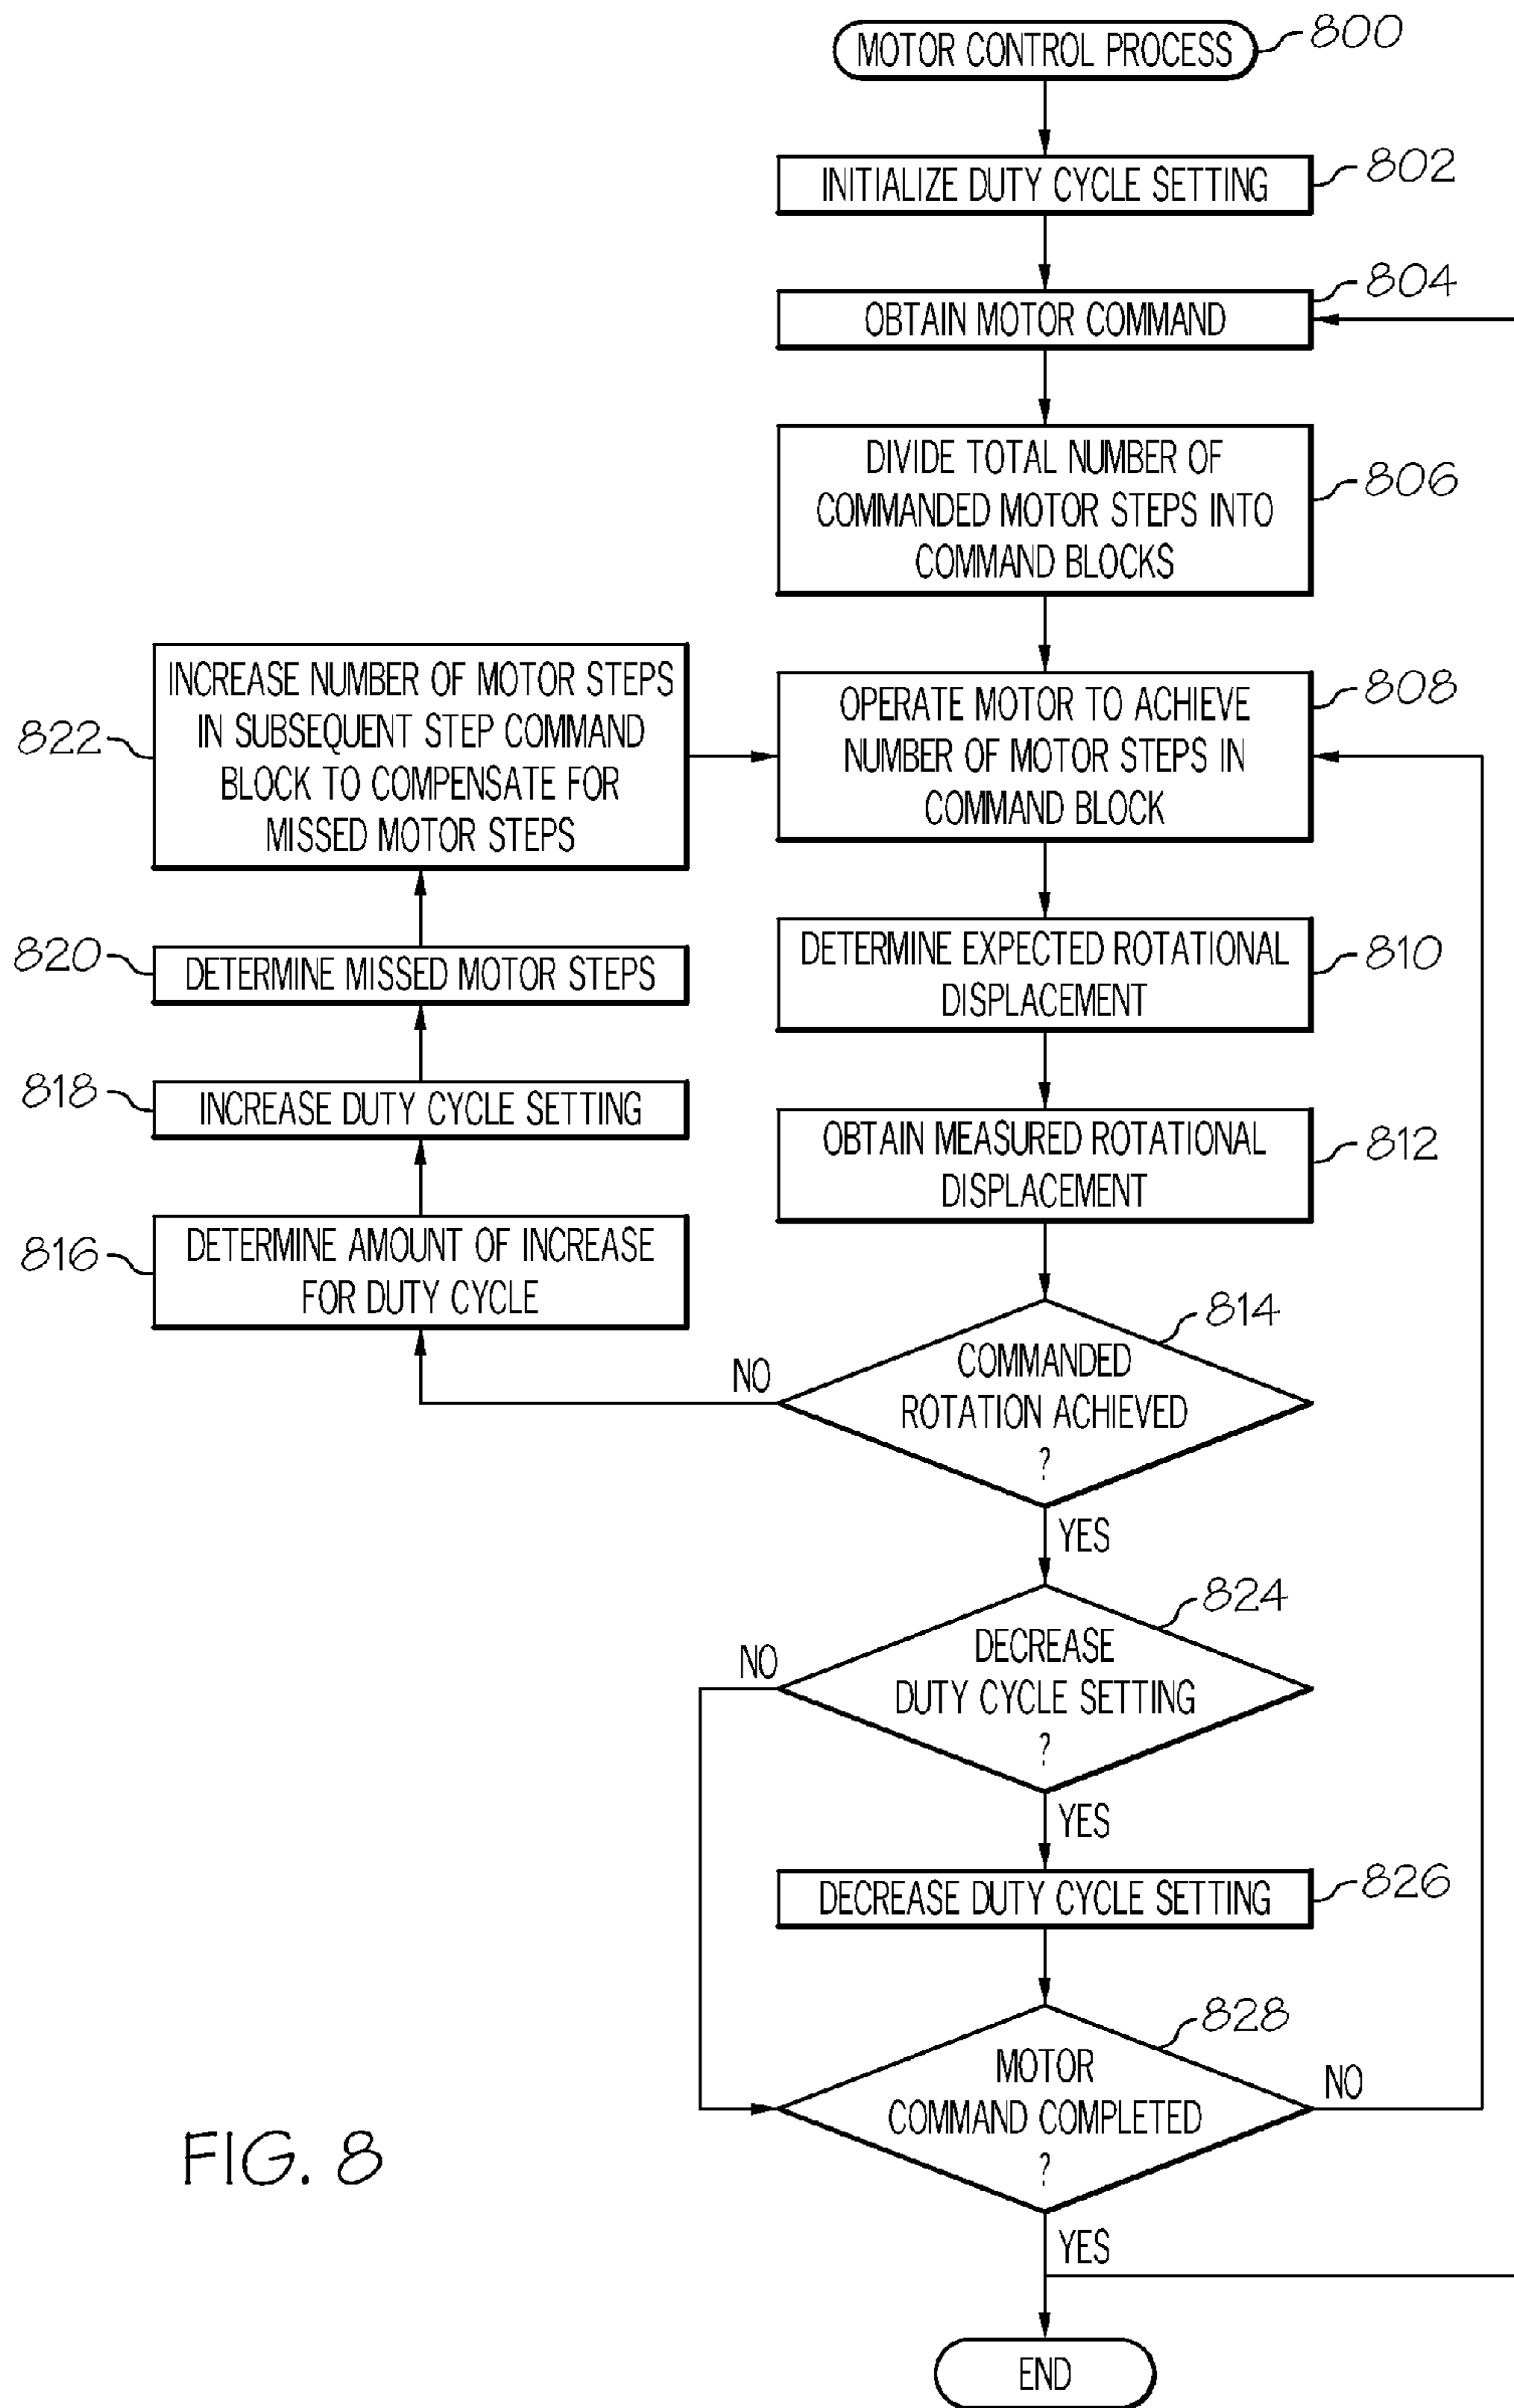 MOTOR CONTROL PROCESS
800
INITIALIZE DUTY CYCLE SETTING
802
OBTAIN MOTOR COMMAND
804
DIVIDE TOTAL NUMBER OF
COMMANDED MOTOR STEPS INTO
COMMAND BLOCKS
806
OPERATE MOTOR TO ACHIEVE
NUMBER OF MOTOR STEPS IN
COMMAND BLOCK
808
DETERMINE EXPECTED ROTATIONAL
DISPLACEMENT
810
OBTAIN MEASURED ROTATIONAL
DISPLACEMENT
812
COMMANDED
ROTATION ACHIEVED
?
814
NO
YES
DETERMINE AMOUNT OF INCREASE
FOR DUTY CYCLE
816
INCREASE DUTY CYCLE SETTING
818
DETERMINE MISSED MOTOR STEPS
820
INCREASE NUMBER OF MOTOR STEPS
IN SUBSEQUENT STEP COMMAND
BLOCK TO COMPENSATE FOR
MISSED MOTOR STEPS
822
DECREASE
DUTY CYCLE SETTING
?
824
NO
YES
DECREASE DUTY CYCLE SETTING
826
MOTOR
COMMAND COMPLETED
?
828
NO
YES
END
FIG. 8